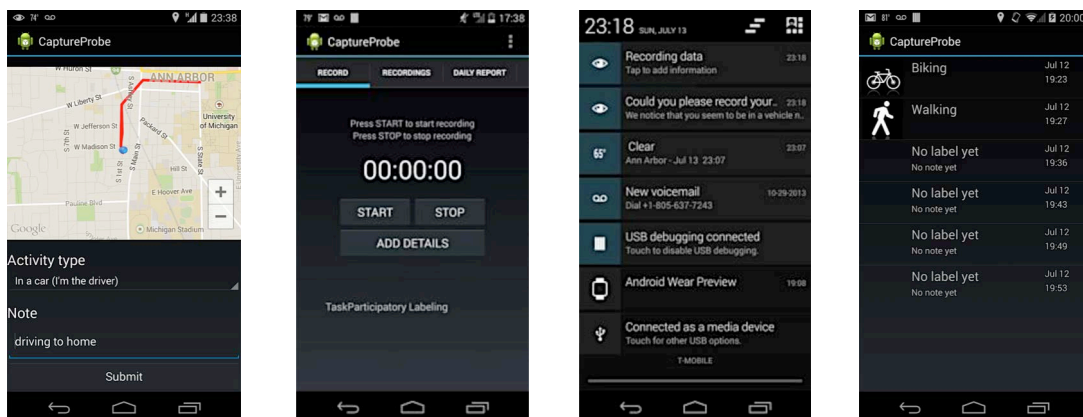 74° 23:38
CaptureProbe
W Huron St
ANN ARBOR
S Ashley St
W Liberty St
University
of Michigan
W Jefferson St
Packard St
S 7th St
W Madison St
S 1st St
S Main St
S State St
Hill St
E Hoover Ave
Pauline Blvd
+
−
Google
Michigan Stadium
Activity type
In a car (I'm the driver)
Note
driving to home
Submit
17:38
CaptureProbe
RECORD RECORDINGS DAILY REPORT
Press START to start recording
Press STOP to stop recording
00:00:00
START STOP
ADD DETAILS
TaskParticipatory Labeling
23:18 SUN, JULY 13
Recording data 23:18
Tap to add information
Could you please record your.. 23:18
We notice that you seem to be in a vehicle n..
65° Clear 23:07
Ann Arbor - Jul 13 23:07
New voicemail 10-29-2013
Dial +1-805-637-7243
USB debugging connected
Touch to disable USB debugging.
Android Wear Preview 19:08
Connected as a media device
Touch for other USB options.
T-MOBILE
81° 20:00
CaptureProbe
Biking Jul 12
19:23
Walking Jul 12
19:27
No label yet Jul 12
No note yet 19:36
No label yet Jul 12
No note yet 19:43
No label yet Jul 12
No note yet 19:49
No label yet Jul 12
No note yet 19:53